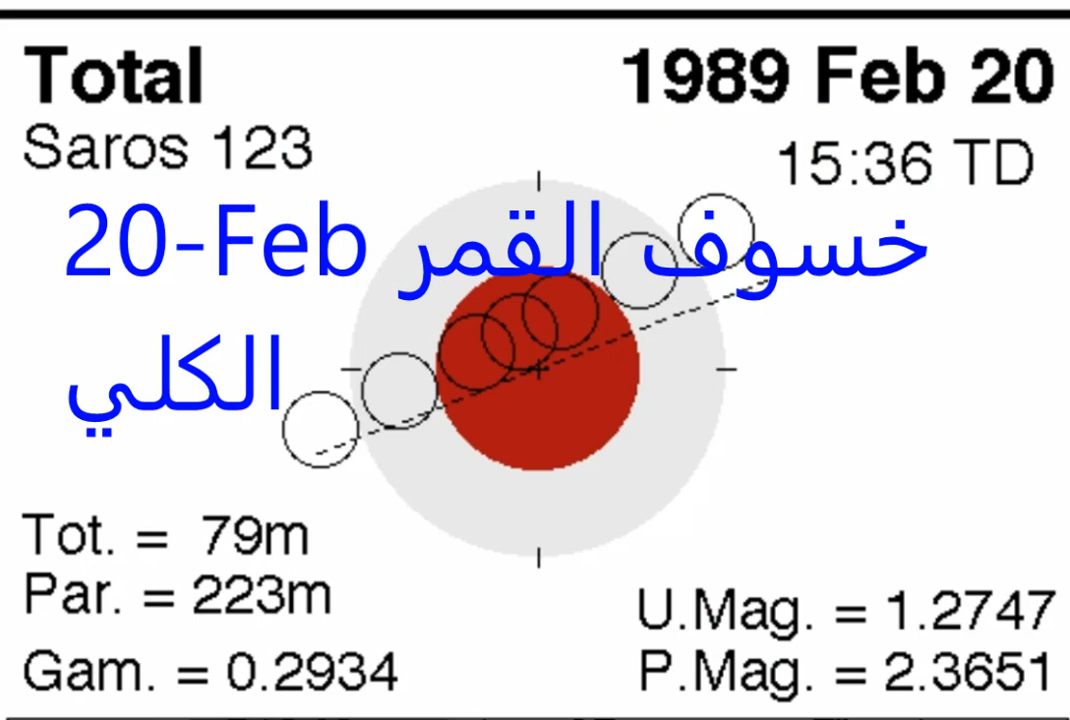 Total
1989 Feb 20
Saros 123
15:36 TD
خسوف القمر 20-Feb
الكلي
Tot. = 79m
Par. = 223m
Gam. = 0.2934
U.Mag. = 1.2747
P.Mag. = 2.3651